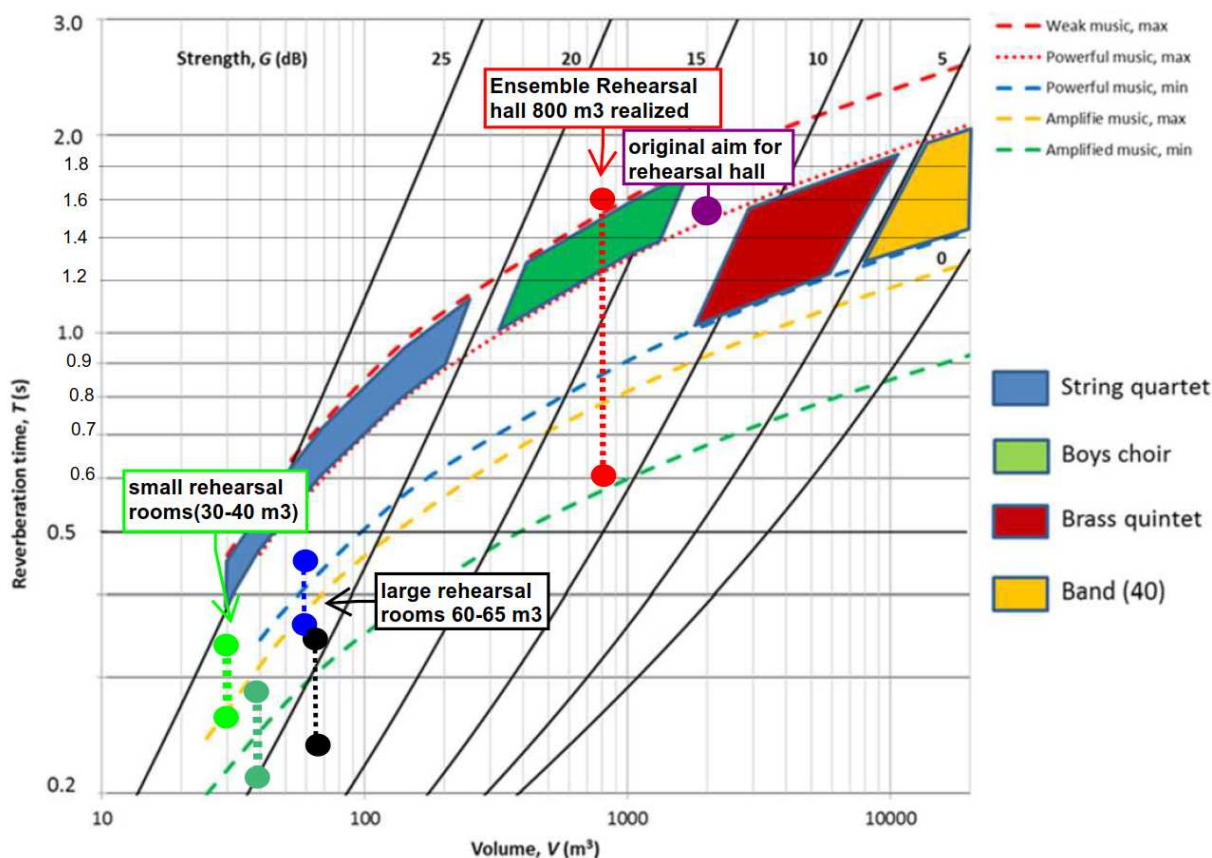 3.0
Strength, G (dB)
25
20
15
10
5
Weak music, max
Powerful music, max
Powerful music, min
Amplifie music, max
Amplified music, min
Ensemble Rehearsal
hall 800 m3 realized
original aim for
rehearsal hall
2.0
1.8
1.6
1.4
1.2
0
1.0
0.9
0.8
0.7
0.6
0.5
0.2
Reverberation time, T (s)
small rehearsal
rooms(30-40 m3)
large rehearsal
rooms 60-65 m3
String quartet
Boys choir
Brass quintet
Band (40)
10
100
1000
10000
Volume, V (m³)